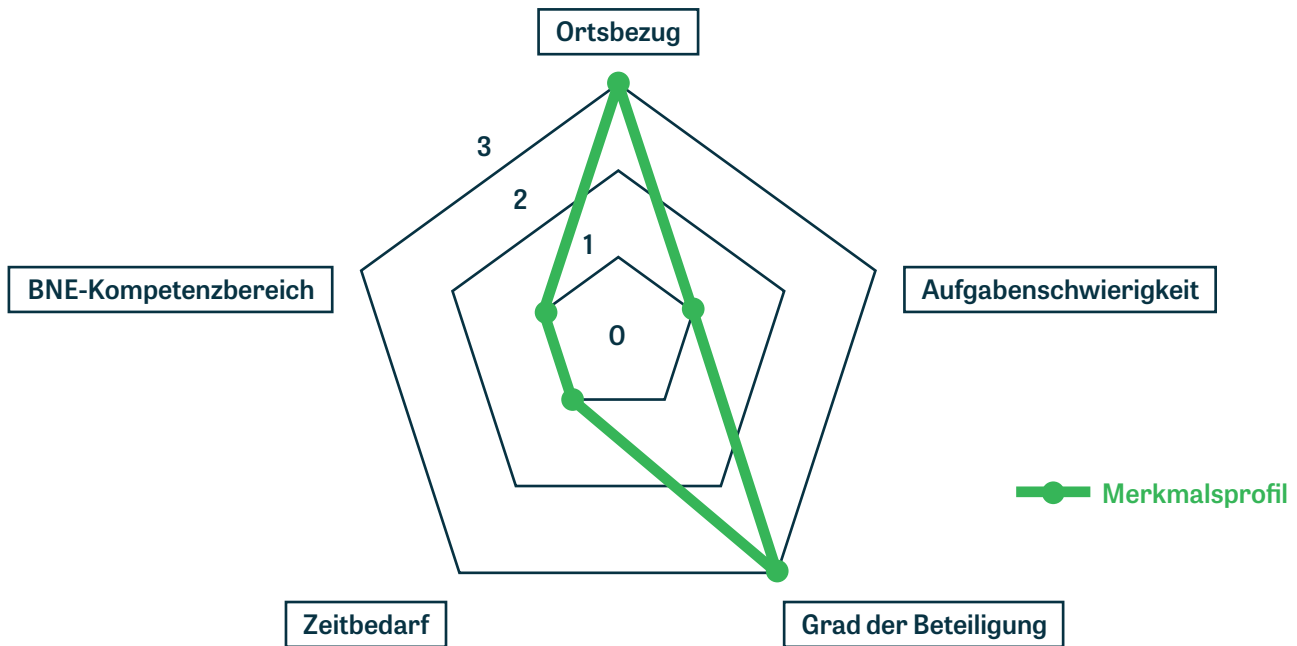 Ortsbezug
3
2
1
BNE-Kompetenzbereich
Aufgabenschwierigkeit
0
Merkmalsprofil
Zeitbedarf
Grad der Beteiligung